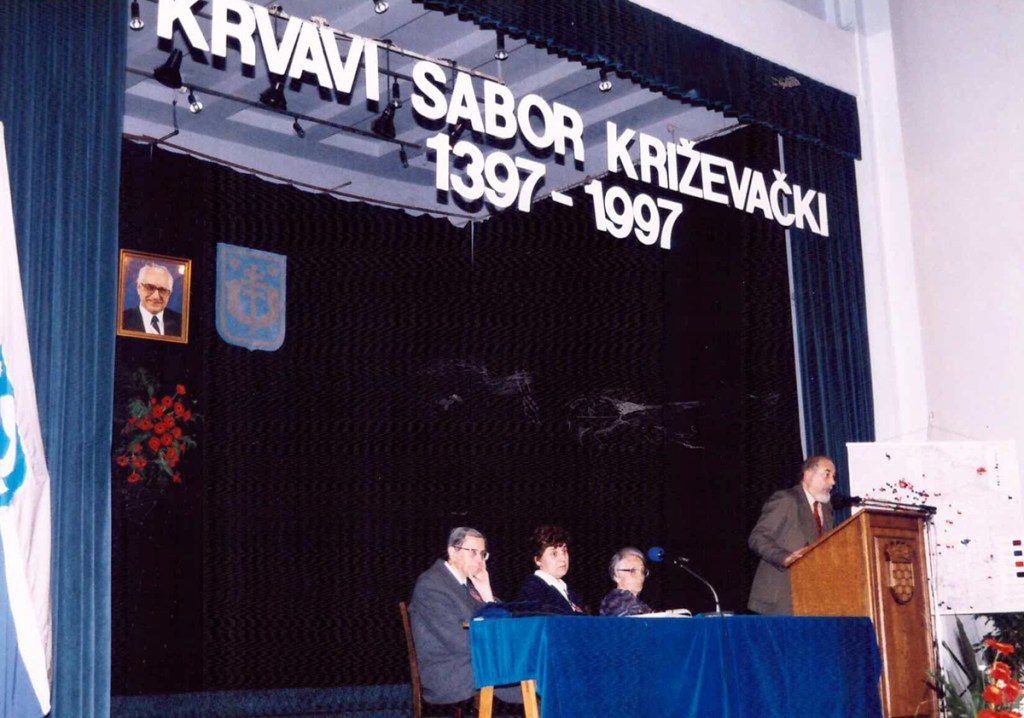 KRVAVI SABOR KRIŽEVAČKI
1397 - 1997